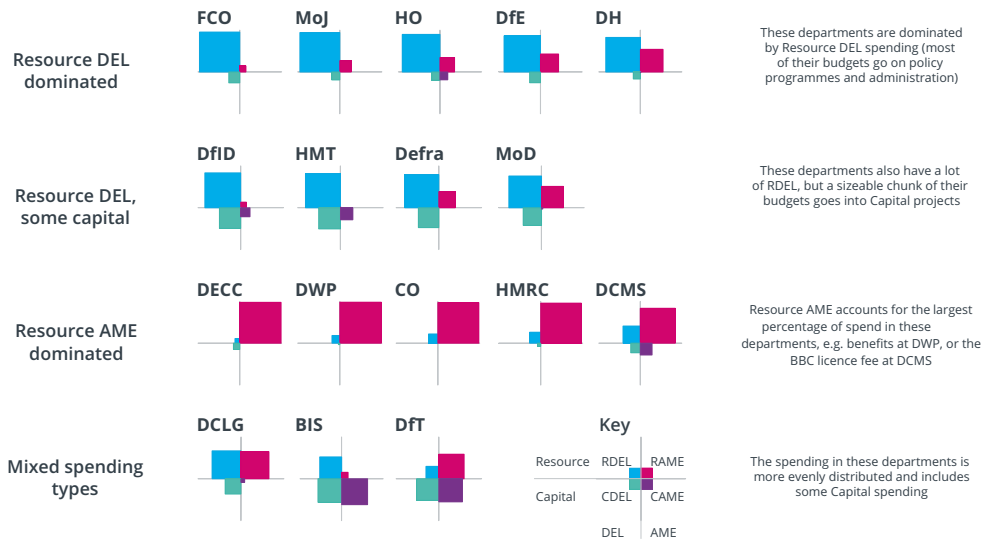 FCO MoJ HO DfE DH
Resource DEL
dominated
These departments are dominated
by Resource DEL spending (most
of their budgets go on policy
programmes and administration)
DfID HMT Defra MoD
Resource DEL,
some capital
These departments also have a lot
of RDEL, but a sizeable chunk of their
budgets goes into Capital projects
DECC DWP CO HMRC DCMS
Resource AME
dominated
Resource AME accounts for the largest
percentage of spend in these
departments, e.g. benefits at DWP, or the
BBC licence fee at DCMS
DCLG BIS DfT Key
Mixed spending
types
Resource RDEL RAME
Capital CDEL CAME
DEL AME
The spending in these departments is
more evenly distributed and includes
some Capital spending